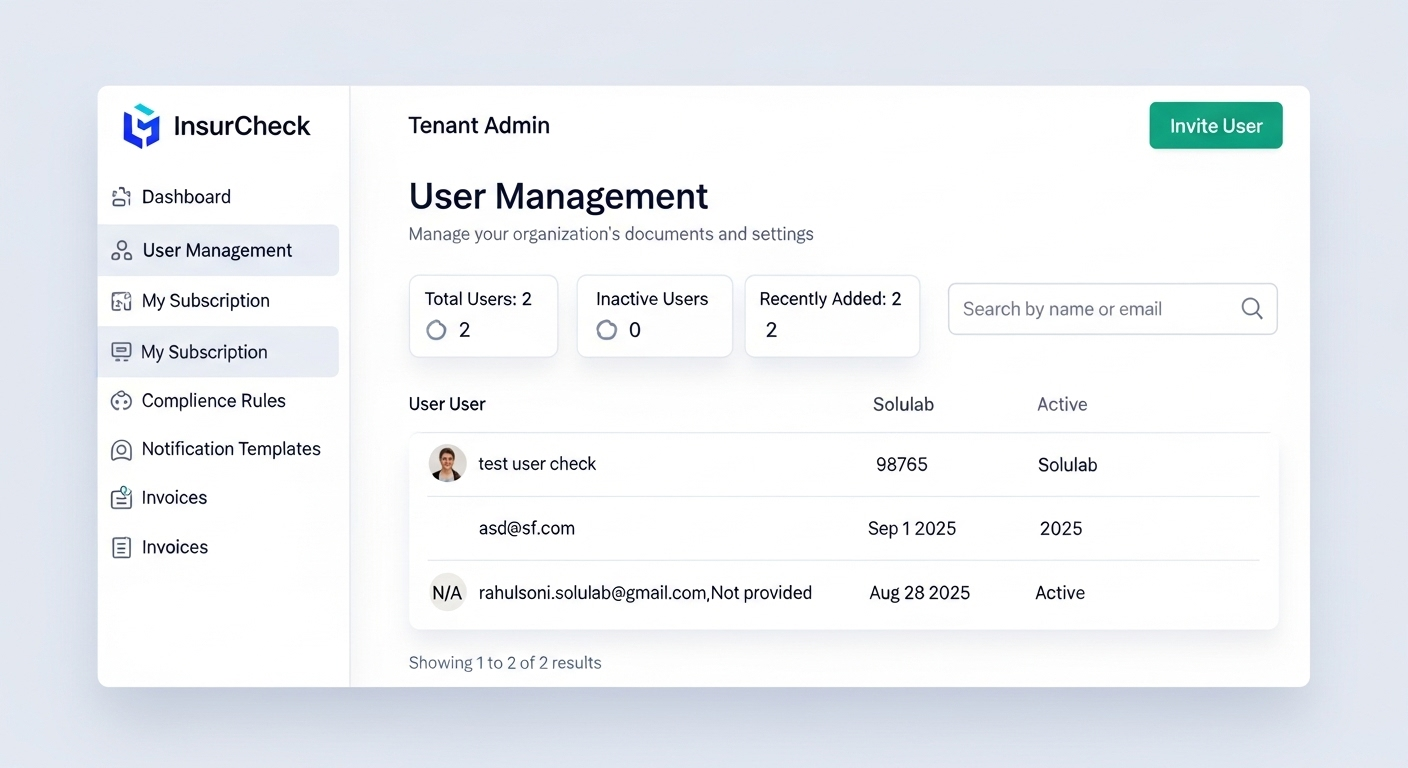 InsurCheck
Dashboard
User Management
My Subscription
My Subscription
Complience Rules
Notification Templates
Invoices
Invoices
Tenant Admin
Invite User
User Management
Manage your organization's documents and settings
Total Users: 2
2
Inactive Users
0
Recently Added: 2
2
Search by name or email
User User Solulab Active
test user check 98765 Solulab
asd@sf.com Sep 1 2025 2025
N/A rahulsoni.solulab@gmail.com,Not provided Aug 28 2025 Active
Showing 1 to 2 of 2 results